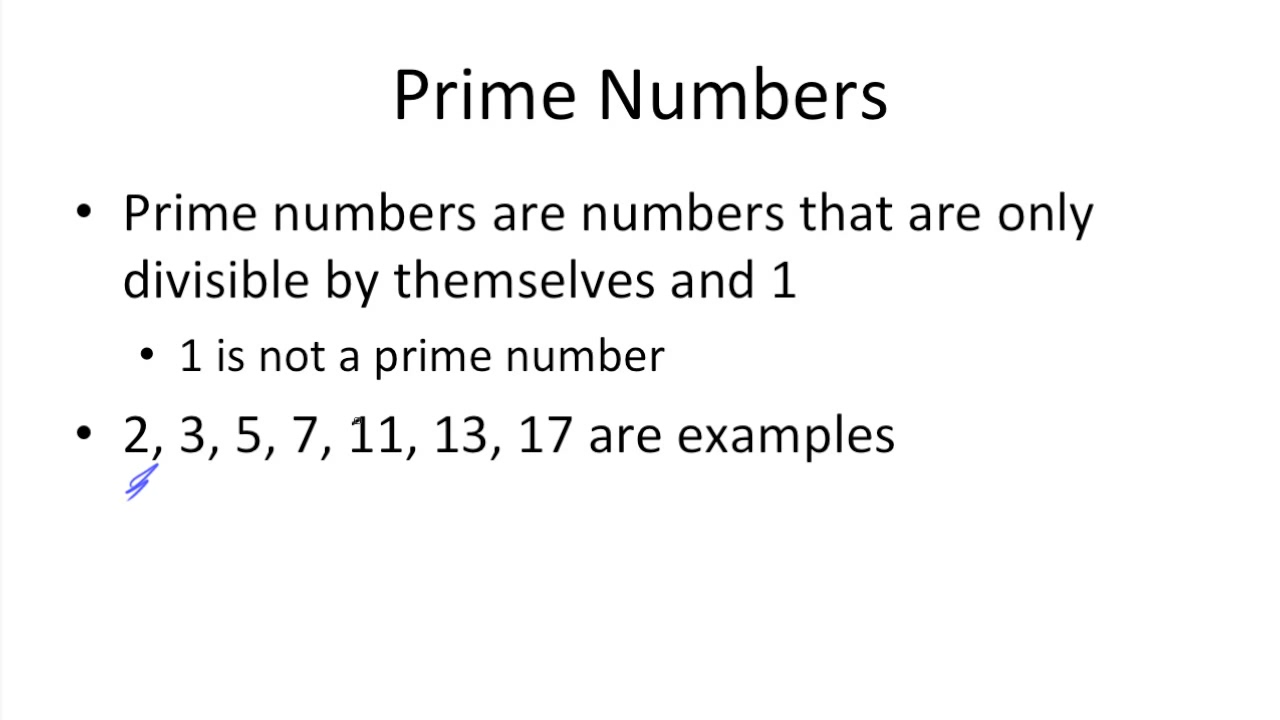 Prime Numbers
• Prime numbers are numbers that are only
divisible by themselves and 1
• 1 is not a prime number
• 2, 3, 5, 7, 11, 13, 17 are examples